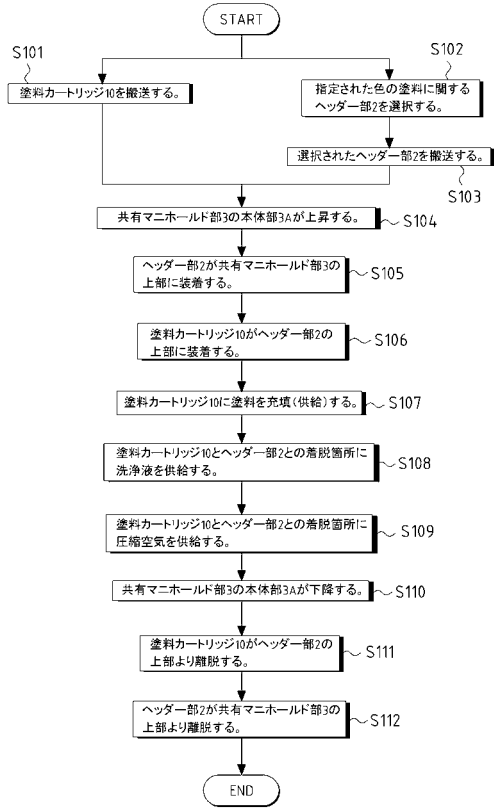 START
S101
塗料カートリッジ10を搬送する。
S102
指定された色の塗料に関する
ヘッダー部2を選択する。
選択されたヘッダー部2を搬送する。
S103
共有マニホールド部3の本体部3Aが上昇する。
S104
ヘッダー部2が共有マニホールド部3の
上部に装着する。
S105
塗料カートリッジ10がヘッダー部2の
上部に装着する。
S106
塗料カートリッジ10に塗料を充填(供給)する。
S107
塗料カートリッジ10とヘッダー部2との着脱箇所に
洗浄液を供給する。
S108
塗料カートリッジ10とヘッダー部2との着脱箇所に
圧縮空気を供給する。
S109
共有マニホールド部3の本体部3Aが下降する。
S110
塗料カートリッジ10がヘッダー部2の
上部より離脱する。
S111
ヘッダー部2が共有マニホールド部3の
上部より離脱する。
S112
END